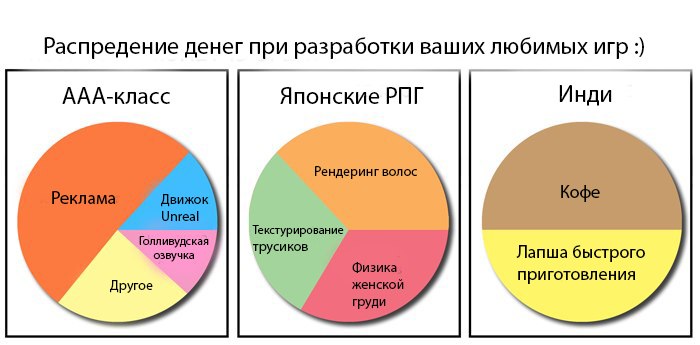 Распредение денег при разработки ваших любимых игр :)
ААА-класс
Реклама
Движок
Unreal
Голливудская
озвучка
Другое
Японские РПГ
Рендеринг волос
Текстурирование
трусиков
Физика
женской
груди
Инди
Кофе
Лапша быстрого
приготовления